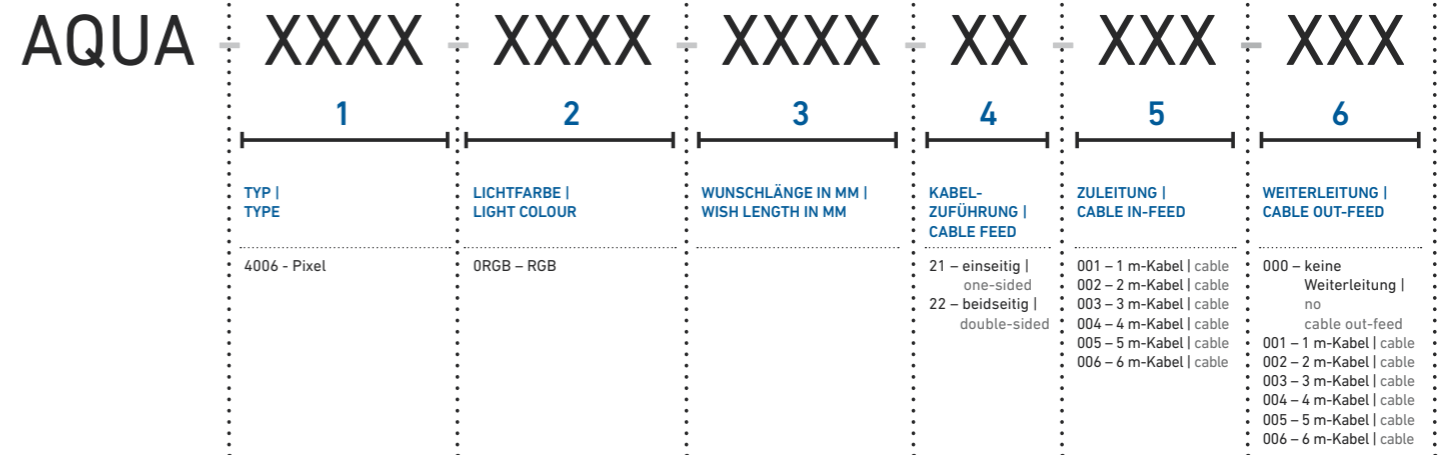 AQUA - XXXX - XXXX - XXXX - XX - XXX - XXX
1
2
3
4
5
6
TYP |
TYPE
LICHTFARBE |
LIGHT COLOUR
WUNSCHLÄNGE IN MM |
WISH LENGTH IN MM
KABEL-
ZUFÜHRUNG |
CABLE FEED
ZULEITUNG |
CABLE IN-FEED
WEITERLEITUNG |
CABLE OUT-FEED
4006 - Pixel
0RGB – RGB
21 – einseitig |
one-sided
22 – beidseitig |
double-sided
001 – 1 m-Kabel | cable
002 – 2 m-Kabel | cable
003 – 3 m-Kabel | cable
004 – 4 m-Kabel | cable
005 – 5 m-Kabel | cable
006 – 6 m-Kabel | cable
000 – keine
Weiterleitung |
no
cable out-feed
001 – 1 m-Kabel | cable
002 – 2 m-Kabel | cable
003 – 3 m-Kabel | cable
004 – 4 m-Kabel | cable
005 – 5 m-Kabel | cable
006 – 6 m-Kabel | cable